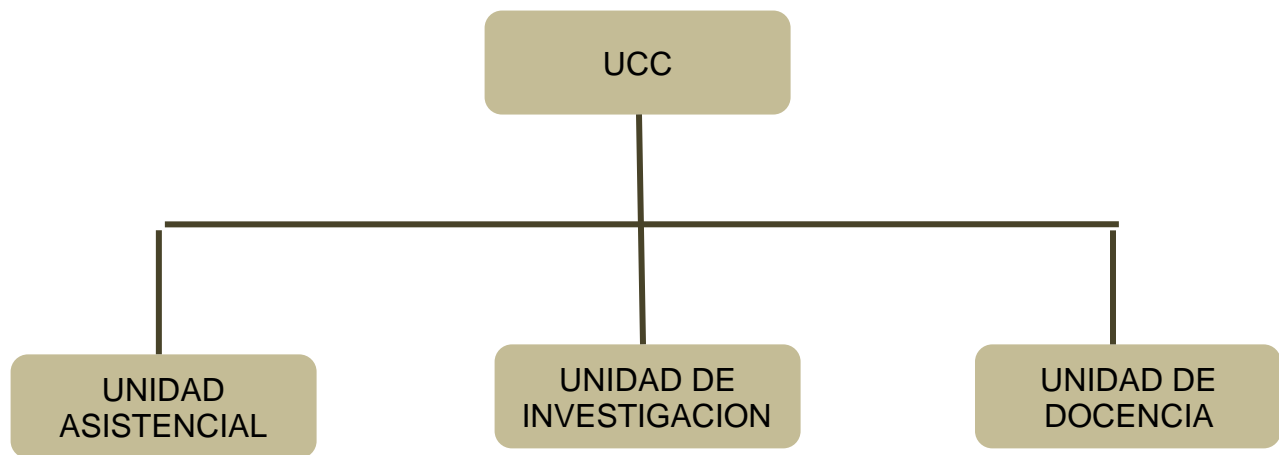 UCC
UNIDAD
ASISTENCIAL
UNIDAD DE
INVESTIGACION
UNIDAD DE
DOCENCIA